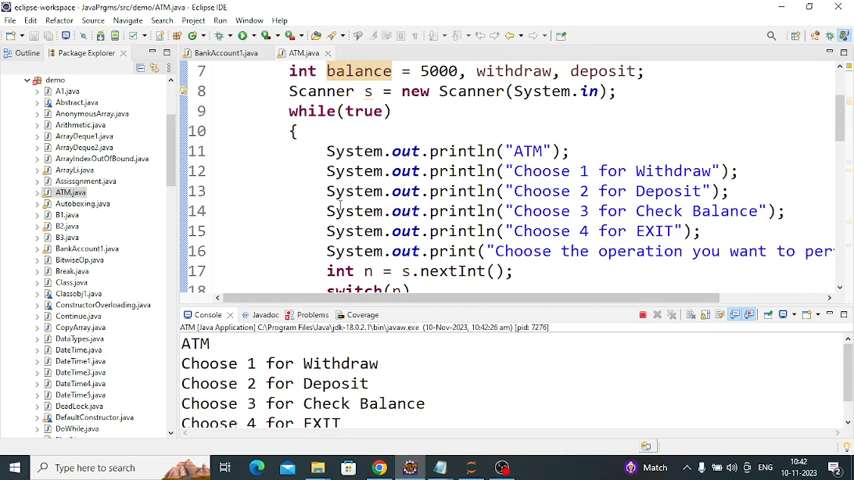 eclipse-workspace - JavaPrgms/src/demo/ATM.java - Eclipse IDE
File Edit Source Refactor Navigate Search Project Run Window Help
Outline Package Explorer BankAccount1.java ATM.java
demo
A1.java
Abstract.java
AnonymousArray.java
Arithmetic.java
ArrayDeque1.java
ArrayDeque2.java
ArrayIndexOutOfBound.java
ArrayLi.java
Assissgnment.java
ATM.java
Autoboxing.java
B1.java
B2.java
B3.java
BankAccount1.java
BitwiseOp.java
Break.java
Class.java
Classobj1.java
ConstructorOverloading.java
Continue.java
CopyArray.java
DataTypes.java
DateTime.java
DateTime1.java
DateTime3.java
DateTime4.java
DateTime5.java
DeadLock.java
DefaultConstructor.java
DoWhile.java
7 int balance = 5000, withdraw, deposit;
8 Scanner s = new Scanner(System.in);
9 while(true)
10 {
11 System.out.println("ATM");
12 System.out.println("Choose 1 for Withdraw");
13 System.out.println("Choose 2 for Deposit");
14 System.out.println("Choose 3 for Check Balance");
15 System.out.println("Choose 4 for EXIT");
16 System.out.print("Choose the operation you want to per
17 int n = s.nextInt();
18 switch(n)
Console Javadoc Problems Coverage
ATM [Java Application] C:\Program Files\Java\jdk-18.0.2.1\bin\javaw.exe (10-Nov-2023, 10:42:26 am) [pid: 7276]
ATM
Choose 1 for Withdraw
Choose 2 for Deposit
Choose 3 for Check Balance
Choose 4 for EXIT
Type here to search
Match
ENG
10:42
10-11-2023
2